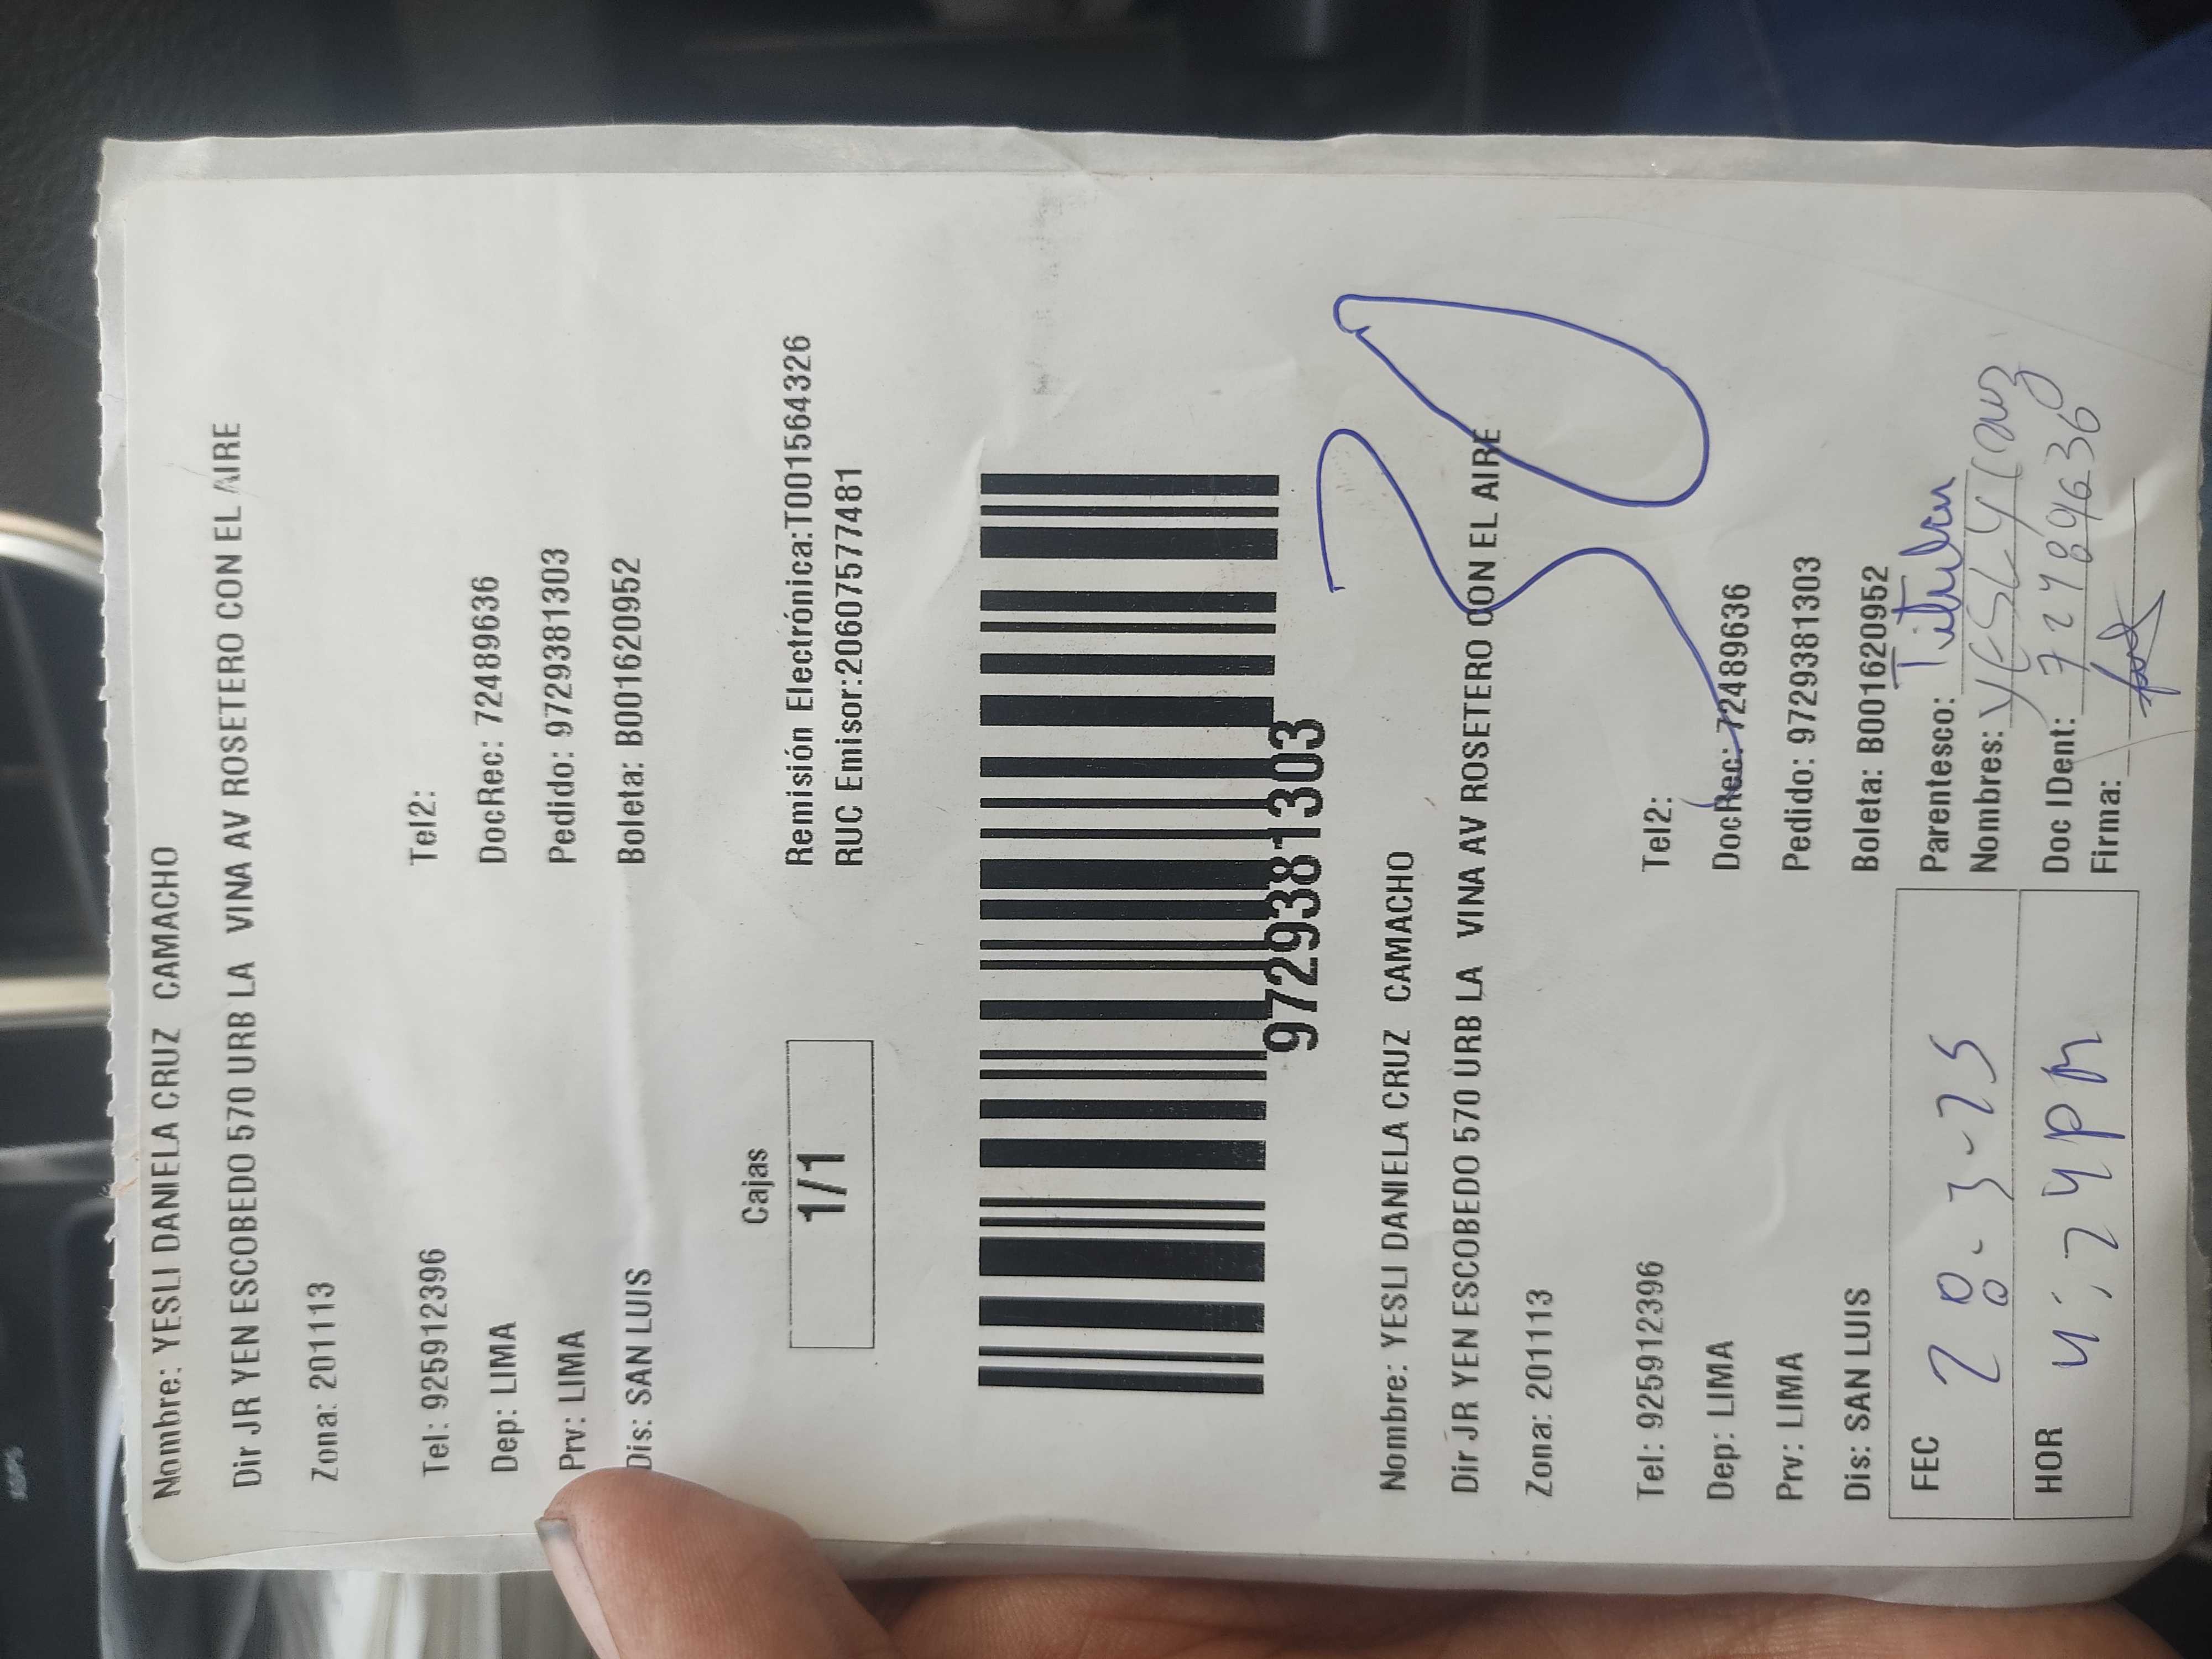 Nombre: YESLI DANIELA CRUZ CAMACHO
Dir JR YEN ESCOBEDO 570 URB LA VINA AV ROSETERO CON EL AIRE
Zona: 201113
Tel: 925912396 Tel2:
Dep: LIMA DocRec: 72489636
Prv: LIMA Pedido: 9729381303
Dis: SAN LUIS Boleta: B001620952
Cajas
1/1
Remisión Electrónica:T001564326
RUC Emisor:20607577481
9729381303
20
Nombre: YESLI DANIELA CRUZ CAMACHO
Dir JR YEN ESCOBEDO 570 URB LA VINA AV ROSETERO CON EL AIRE
Zona: 201113
Tel: 925912396 Tel2:
Dep: LIMA DocRec: 72489636
Prv: LIMA Pedido: 9729381303
Dis: SAN LUIS Boleta: B001620952
FEC 28-3-25
HOR 4:24pm
Parentesco: Titular
Nombres: YESLY Cruz
Doc IDent: 72489636
Firma: